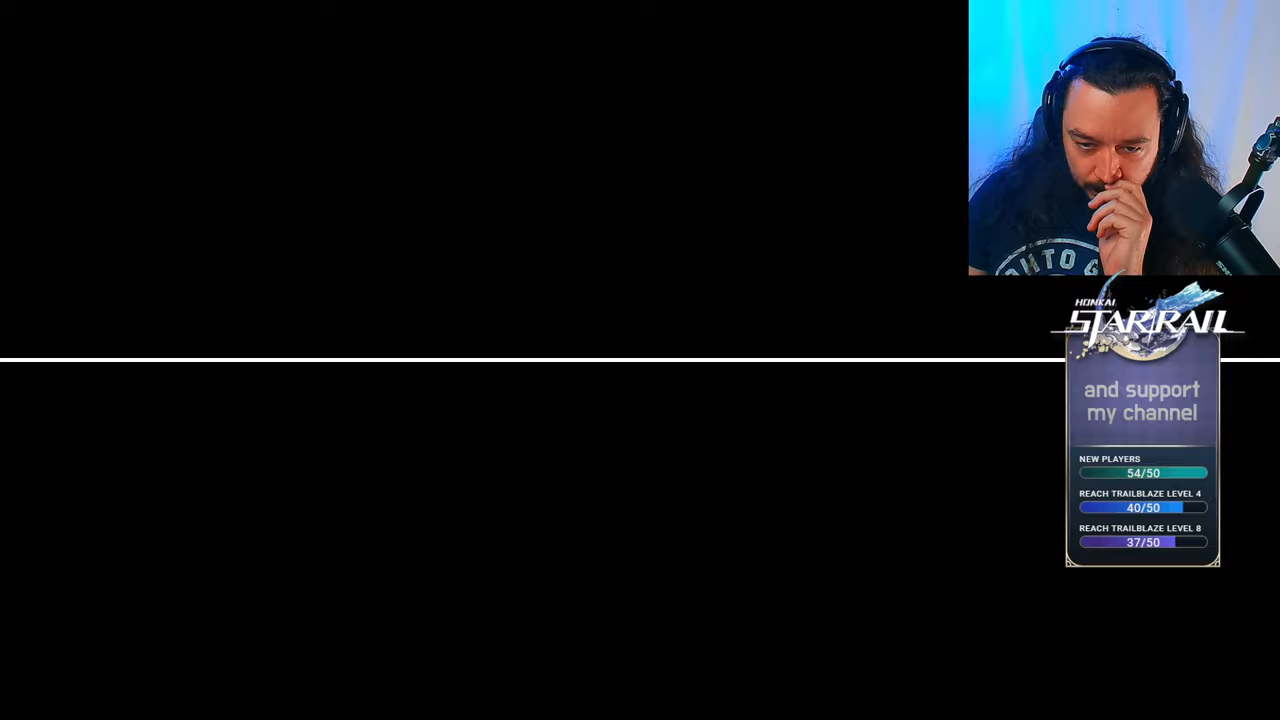 OHTO G
HONKAI
STAR RAIL
and support
my channel
NEW PLAYERS
54/50
REACH TRAILBLAZE LEVEL 4
40/50
REACH TRAILBLAZE LEVEL 8
37/50